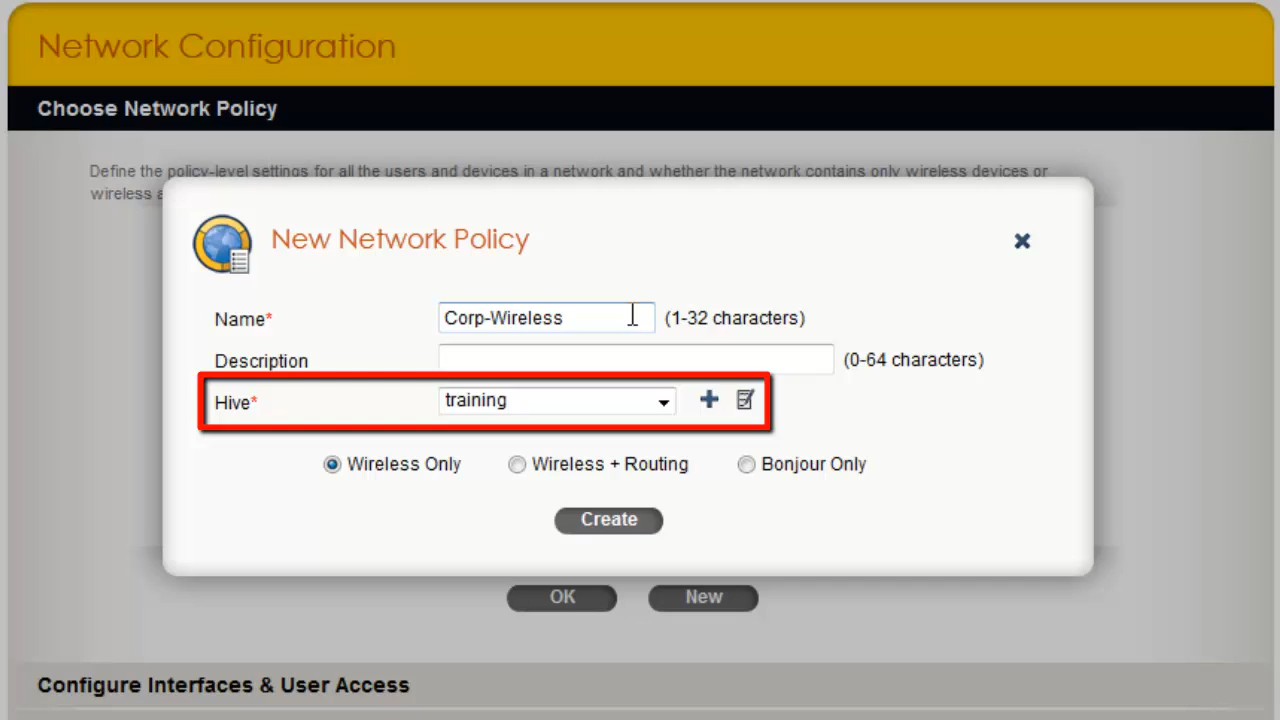 Network Configuration
Choose Network Policy
Define the policy-level settings for all the users and devices in a network and whether the network contains only wireless devices or
wireless a
New Network Policy
Name* Corp-Wireless (1-32 characters)
Description (0-64 characters)
Hive* training
Wireless Only Wireless + Routing Bonjour Only
Create
OK New
Configure Interfaces & User Access